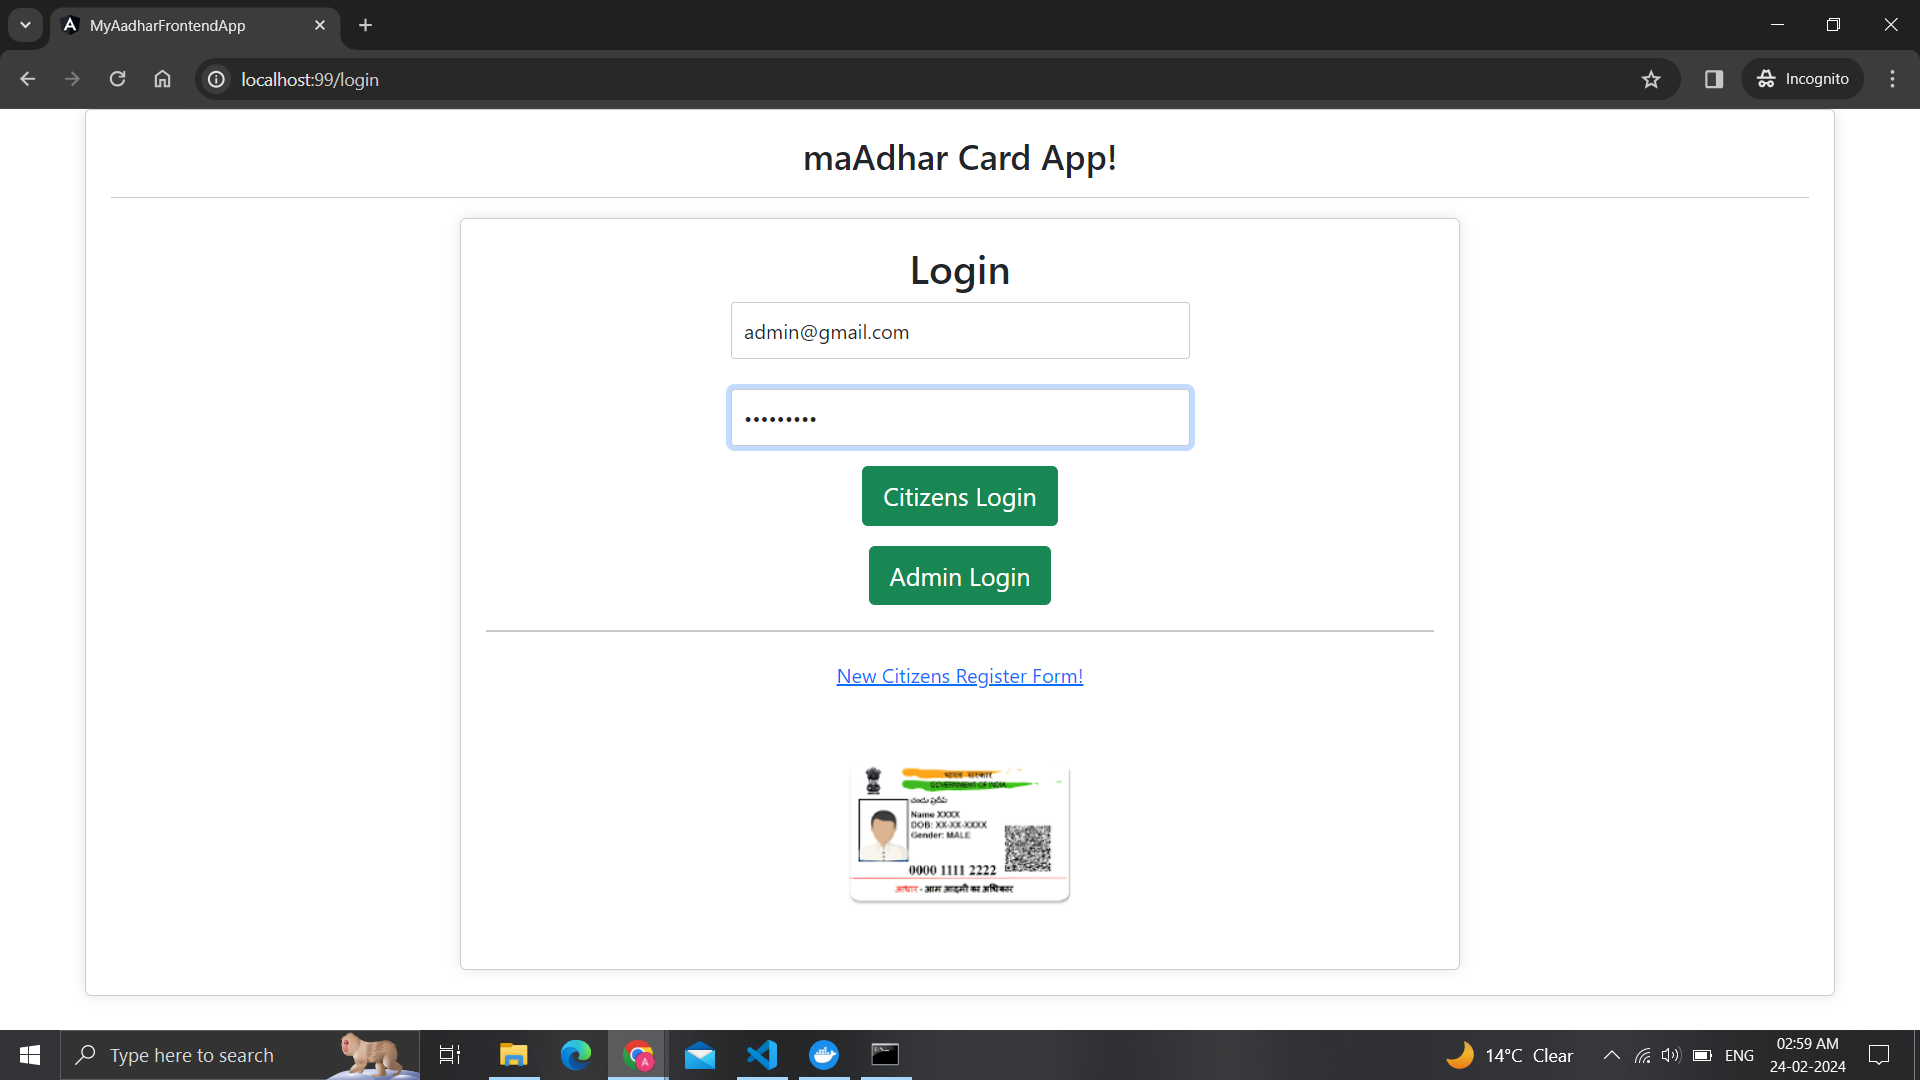 MyAadharFrontendApp
localhost:99/login
Incognito
maAdhar Card App!
Login
admin@gmail.com
•••••••••
Citizens Login
Admin Login
New Citizens Register Form!
भारत सरकार
GOVERNMENT OF INDIA
Name XXXX
DOB: XX-XX-XXXX
Gender: MALE
0000 1111 2222
आधार - आम आदमी का अधिकार
Type here to search
14°C Clear
ENG
02:59 AM
24-02-2024